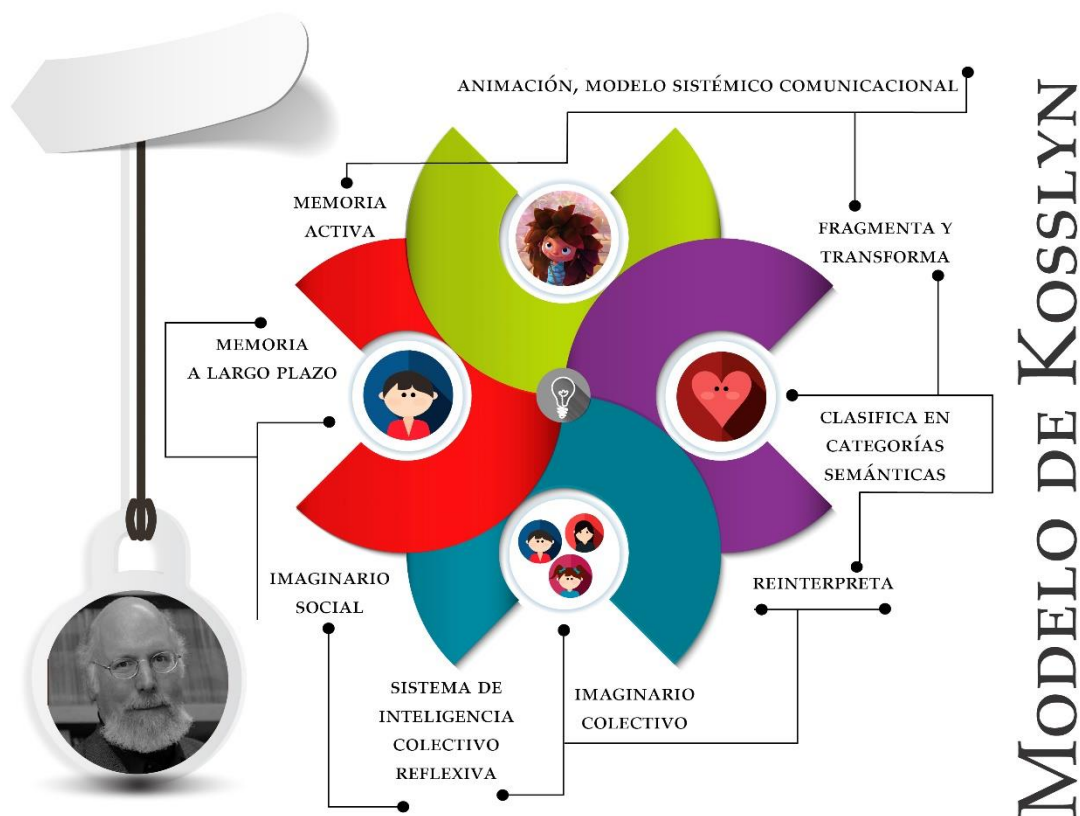 ANIMACIÓN, MODELO SISTÉMICO COMUNICACIONAL
MEMORIA
ACTIVA
FRAGMENTA Y
TRANSFORMA
MEMORIA
A LARGO PLAZO
CLASIFICA EN
CATEGORÍAS
SEMÁNTICAS
IMAGINARIO
SOCIAL
REINTERPRETA
SISTEMA DE
INTELIGENCIA
COLECTIVO
REFLEXIVA
IMAGINARIO
COLECTIVO
MODELO DE KOSSLYN